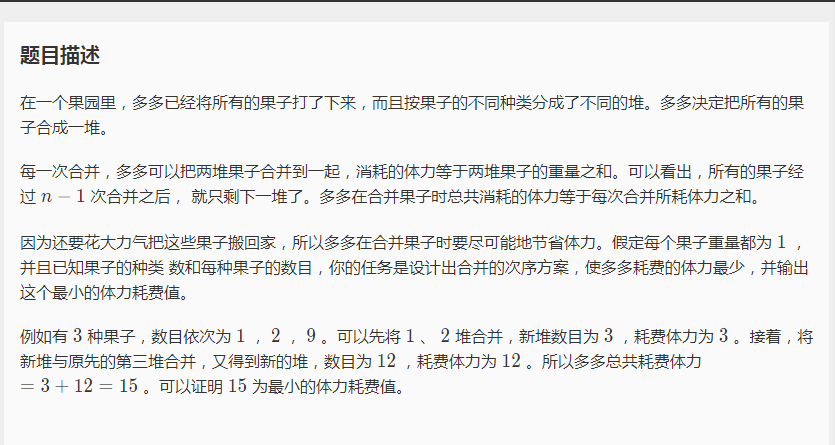 题目描述
在一个果园里，多多已经将所有的果子打了下来，而且按果子的不同种类分成了不同的堆。多多决定把所有的果
子合成一堆。
每一次合并，多多可以把两堆果子合并到一起，消耗的体力等于两堆果子的重量之和。可以看出，所有的果子经
过 n − 1 次合并之后， 就只剩下一堆了。多多在合并果子时总共消耗的体力等于每次合并所耗体力之和。
因为还要花大力气把这些果子搬回家，所以多多在合并果子时要尽可能地节省体力。假定每个果子重量都为 1 ，
并且已知果子的种类 数和每种果子的数目，你的任务是设计出合并的次序方案，使多多耗费的体力最少，并输出
这个最小的体力耗费值。
例如有 3 种果子，数目依次为 1 ， 2 ， 9 。可以先将 1 、 2 堆合并，新堆数目为 3 ，耗费体力为 3 。接着，将
新堆与原先的第三堆合并，又得到新的堆，数目为 12 ，耗费体力为 12 。所以多多总共耗费体力
= 3 + 12 = 15 。可以证明 15 为最小的体力耗费值。